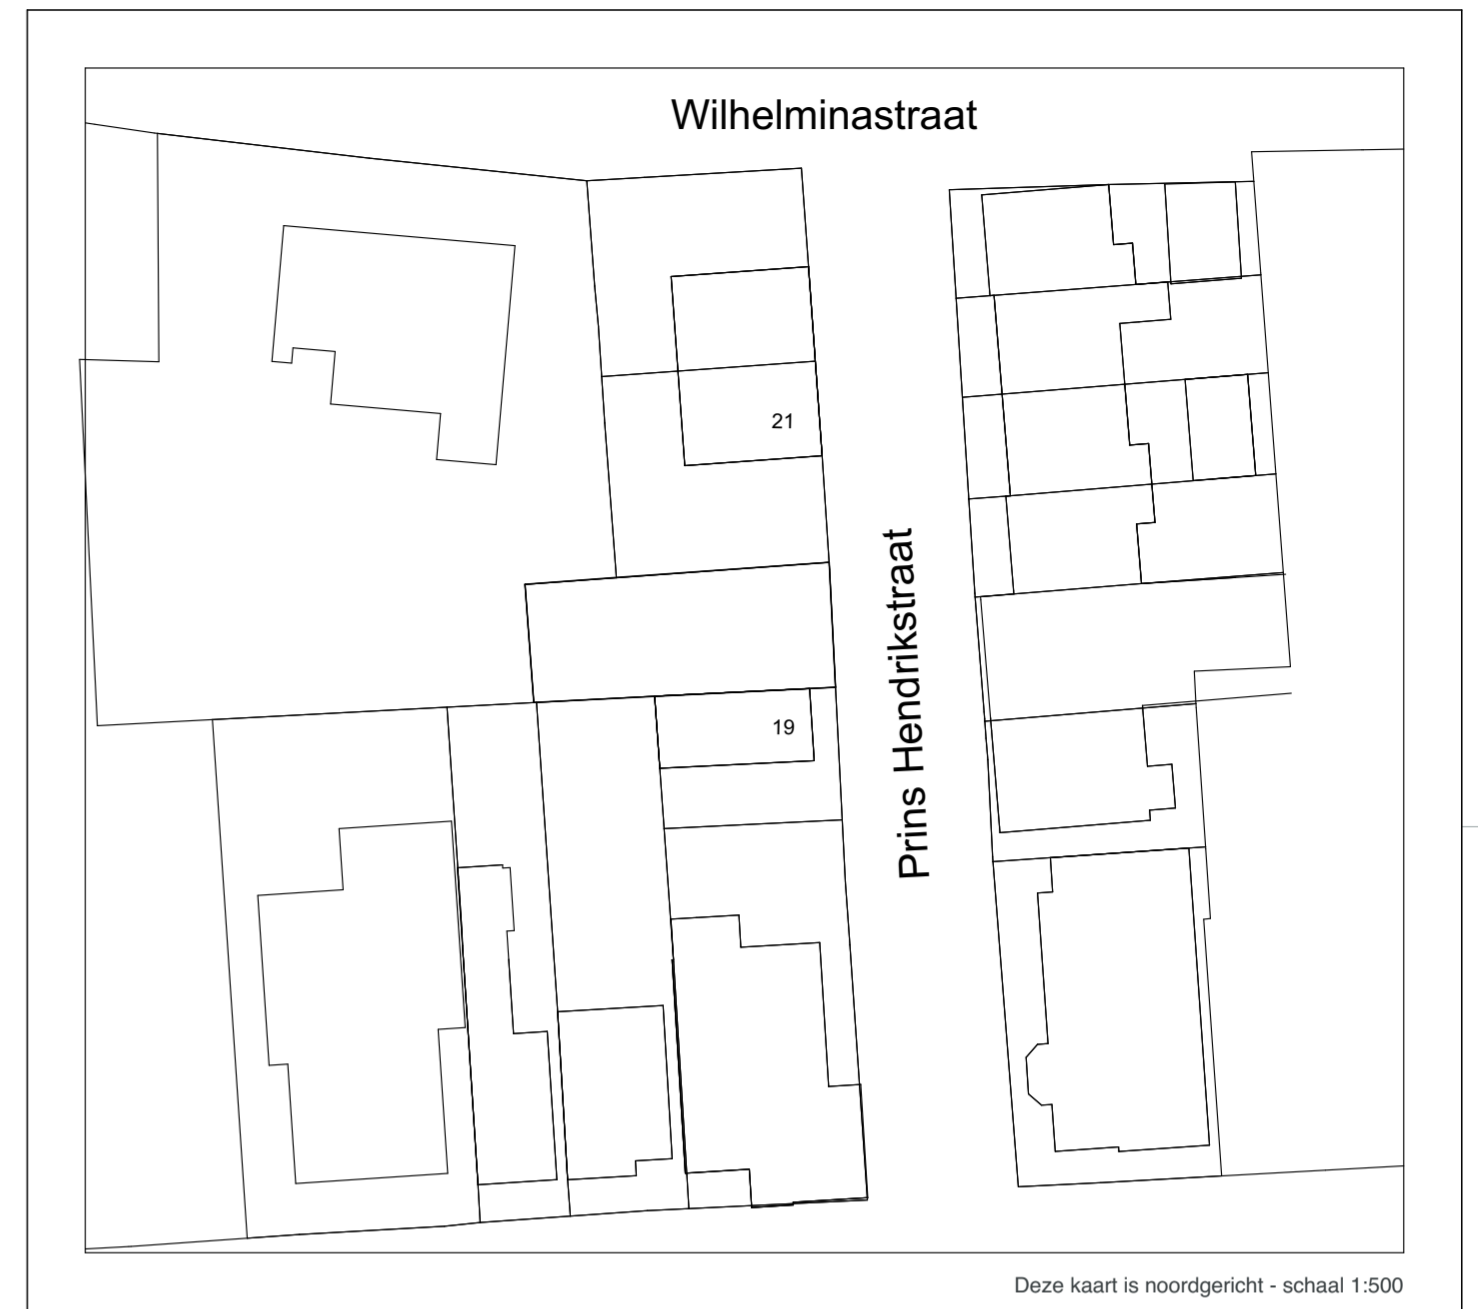 Wilhelminastraat
21
Prins Hendrikstraat
19
Deze kaart is noordgericht - schaal 1:500